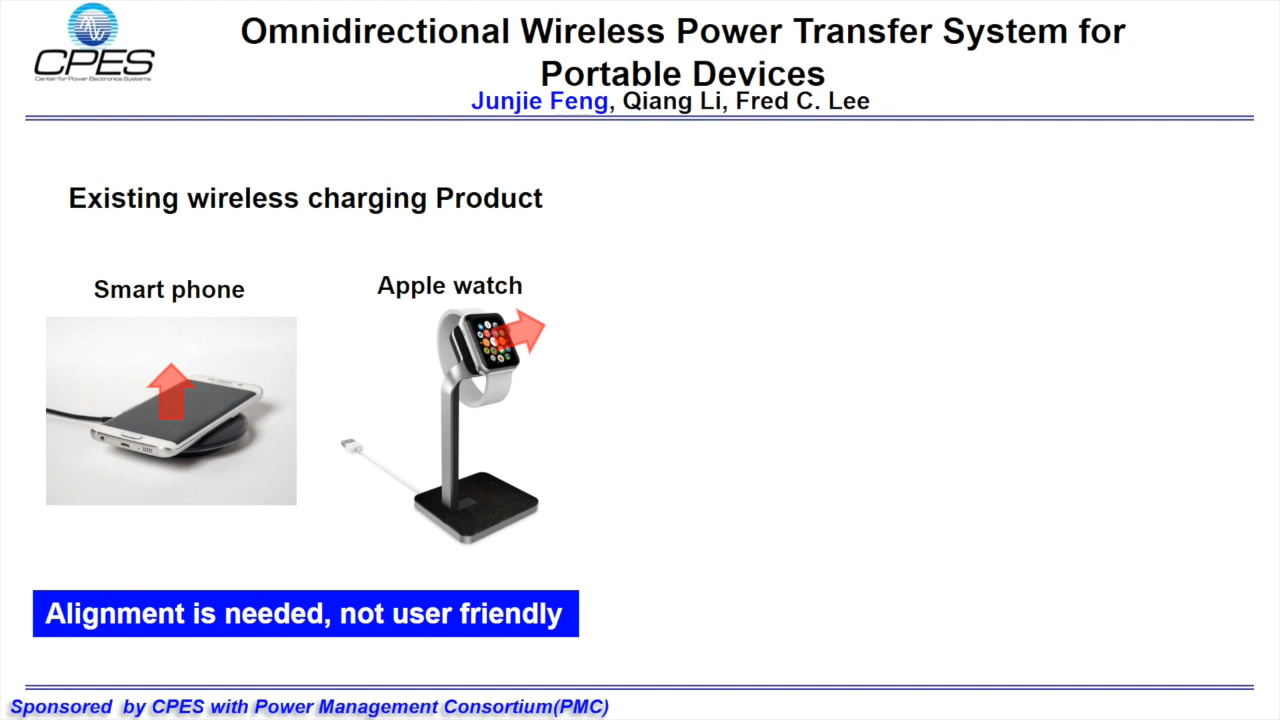 CPES
Center for Power Electronics Systems
Omnidirectional Wireless Power Transfer System for
Portable Devices
Junjie Feng, Qiang Li, Fred C. Lee
Existing wireless charging Product
Smart phone
Apple watch
Alignment is needed, not user friendly
Sponsored by CPES with Power Management Consortium(PMC)